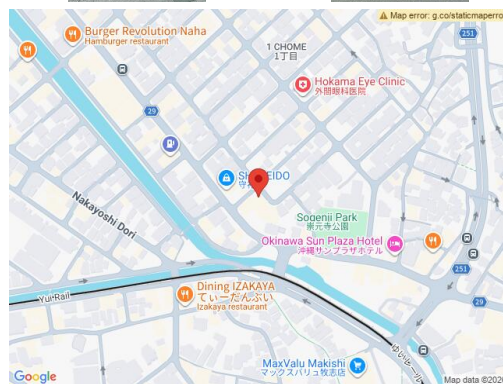 Map error: g.co/staticmaperror
Burger Revolution Naha
Hamburger restaurant
1 CHOME
1丁目
251
Hokama Eye Clinic
外間眼科医院
29
Nakayoshi Dori
Sogenji Park
崇元寺公園
Okinawa Sun Plaza Hotel
沖縄サンプラザホテル
251
29
Yui-Rail
Dining IZAKAYA
てぃーだんぶい
Izakaya restaurant
MaxValu Makishi
マックスバリュ牧志店
Google
Map data